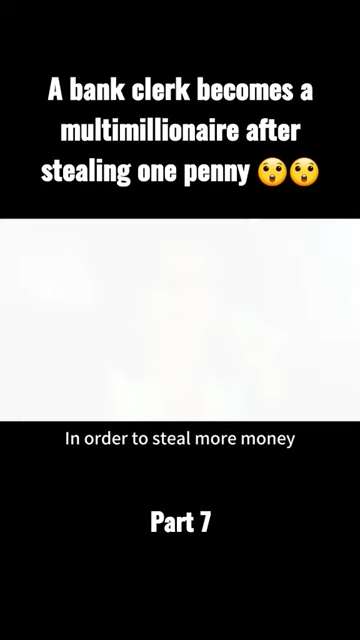 A bank clerk becomes a
multimillionaire after
stealing one penny 😲😲
In order to steal more money
Part 7